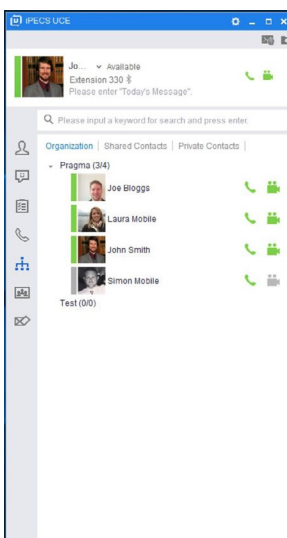 iPECS UCE
Jo... Available
Extension 330
Please enter "Today's Message".
Please input a keyword for search and press enter.
Organization | Shared Contacts | Private Contacts |
Pragma (3/4)
Joe Bloggs
Laura Mobile
John Smith
Simon Mobile
Test (0/0)